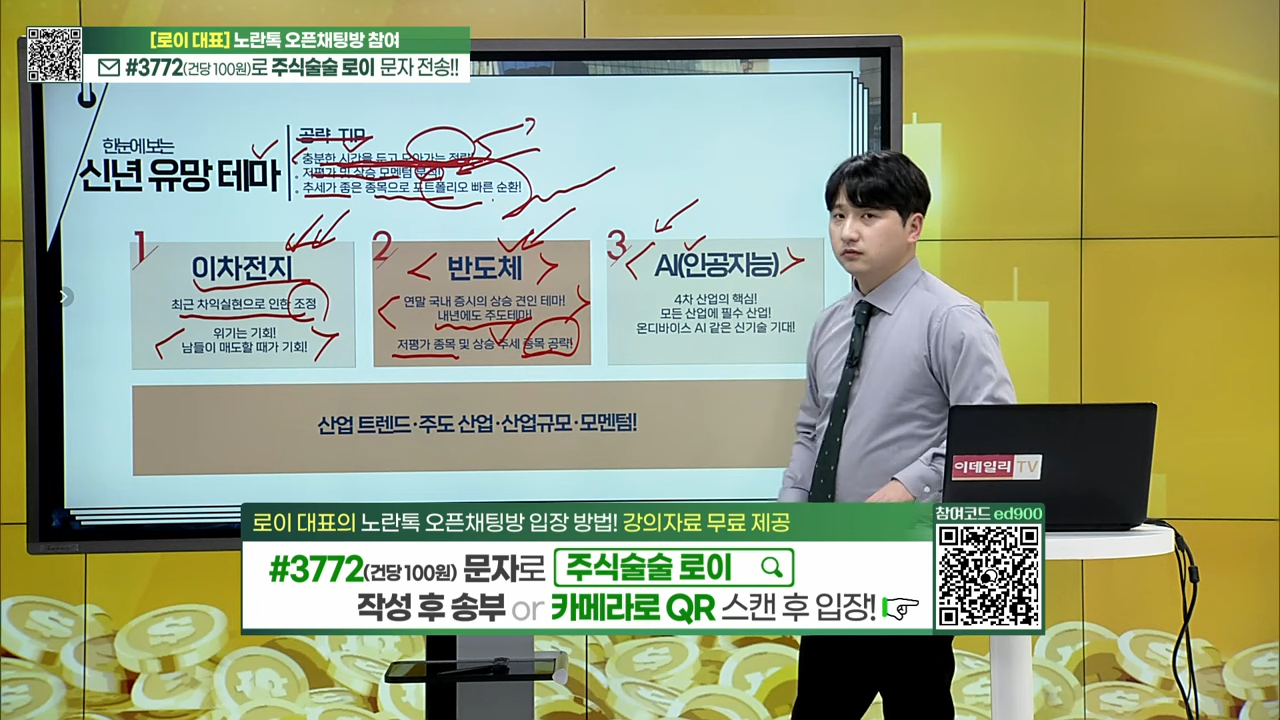 [로이 대표] 노란톡 오픈채팅방 참여
#3772(건당 100원)로 주식술술 로이 문자 전송!!
한눈에 보는
신년 유망 테마
공략 TIP
충분한 시간을 두고 모아가는 전략!
저평가 및 상승 모멘텀 분석!
추세가 좋은 종목으로 포트폴리오 빠른 순환!
1
이차전지
최근 차익실현으로 인한 조정
위기는 기회!
남들이 매도할 때가 기회!
2
반도체
연말 국내 증시의 상승 견인 테마!
내년에도 주도테마!
저평가 종목 및 상승 추세 종목 공략!
3
AI(인공지능)
4차 산업의 핵심!
모든 산업에 필수 산업!
온디바이스 AI 같은 신기술 기대!
산업 트렌드·주도 산업·산업규모·모멘텀!
이데일리TV
로이 대표의 노란톡 오픈채팅방 입장 방법! 강의자료 무료 제공
참여코드 ed900
#3772(건당 100원) 문자로 주식술술 로이
작성 후 송부 or 카메라로 QR 스캔 후 입장!